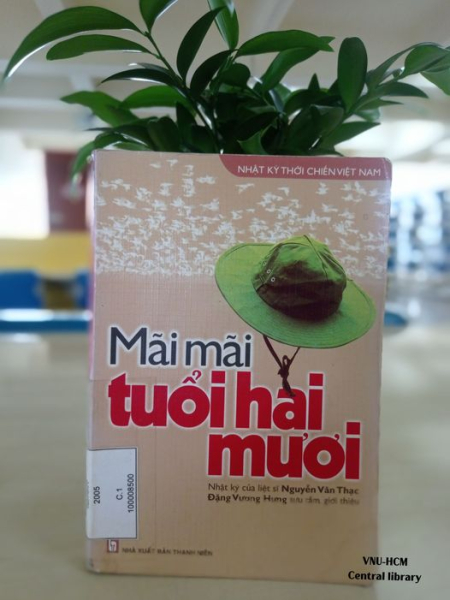 NHẬT KÝ THỜI CHIẾN VIỆT NAM
Mãi mãi
tuổi hai
mươi
Nhật ký của liệt sĩ Nguyễn Văn Thạc
Đặng Vương Hưng sưu tầm, giới thiệu
2005
C.1
100008500
NHÀ XUẤT BẢN THANH NIÊN
VNU-HCM
Central library